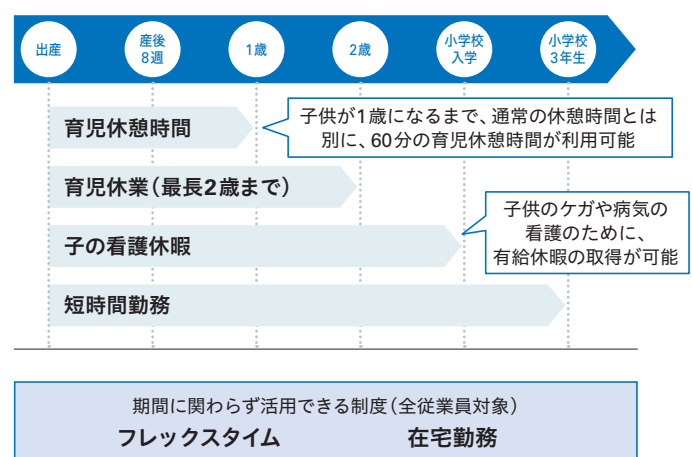 出産
産後
8週
1歳
2歳
小学校
入学
小学校
3年生
育児休憩時間
子供が1歳になるまで、通常の休憩時間とは
別に、60分の育児休憩時間が利用可能
育児休業（最長2歳まで）
子の看護休暇
子供のケガや病気の
看護のために、
有給休暇の取得が可能
短時間勤務
期間に関わらず活用できる制度（全従業員対象）
フレックスタイム 在宅勤務